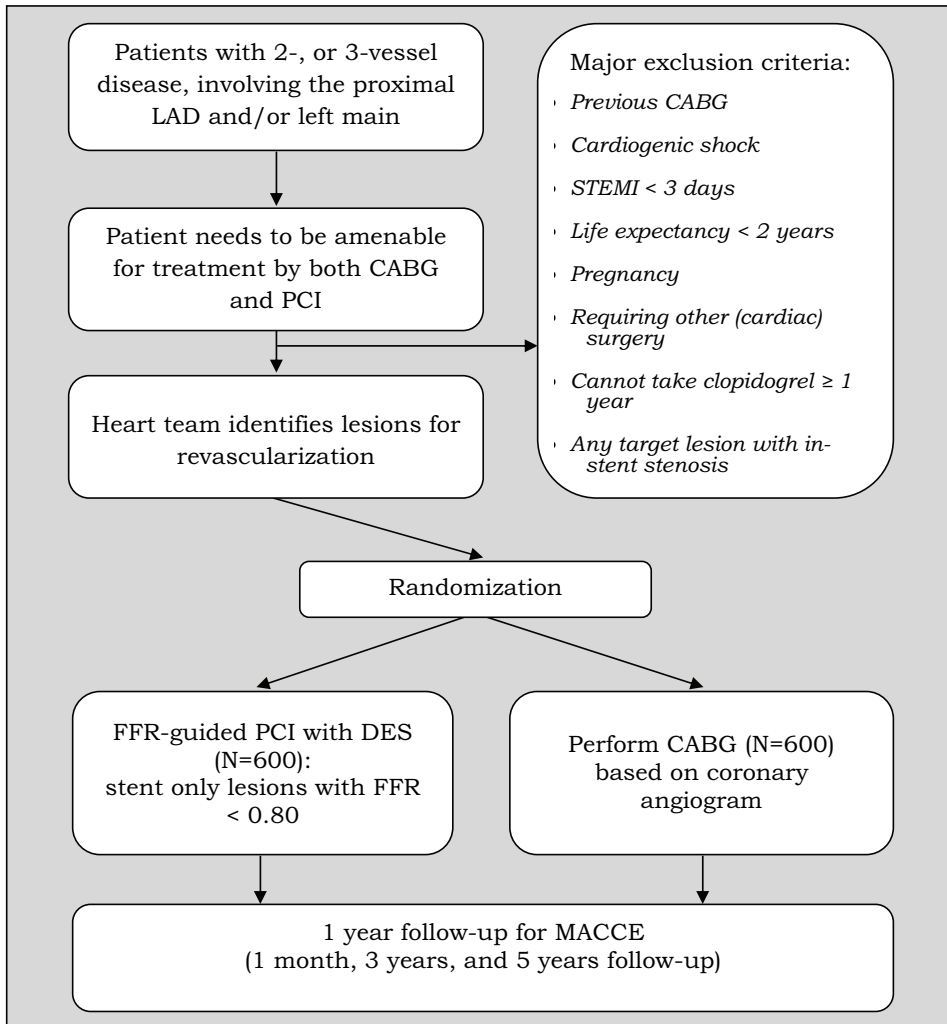 Patients with 2-, or 3-vessel
disease, involving the proximal
LAD and/or left main
Patient needs to be amenable
for treatment by both CABG
and PCI
Major exclusion criteria:
Previous CABG
Cardiogenic shock
STEMI < 3 days
Life expectancy < 2 years
Pregnancy
Requiring other (cardiac)
surgery
Cannot take clopidogrel ≥ 1
year
Any target lesion with in-
stent stenosis
Heart team identifies lesions for
revascularization
Randomization
FFR-guided PCI with DES
(N=600):
stent only lesions with FFR
< 0.80
Perform CABG (N=600)
based on coronary
angiogram
1 year follow-up for MACCE
(1 month, 3 years, and 5 years follow-up)